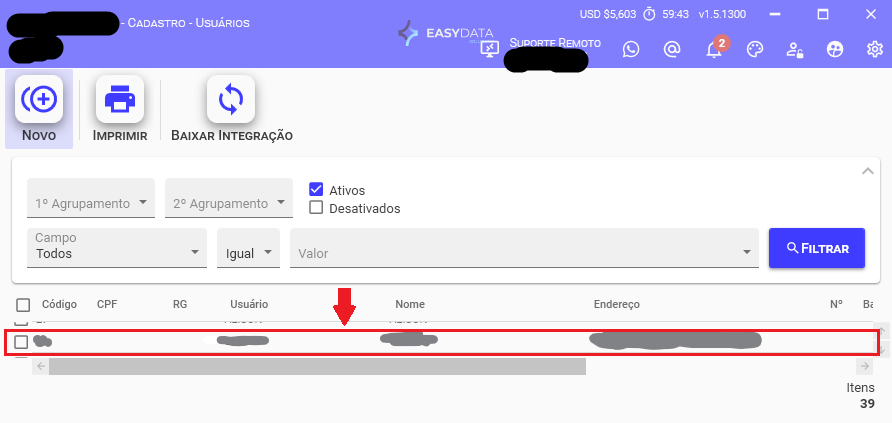 USD $5,603 59:43 v1.5.1300
- Cadastro - Usuários
EASYDATA
Suporte Remoto
2
Novo
Imprimir
Baixar Integração
1º Agrupamento
2º Agrupamento
Ativos
Desativados
Campo
Todos
Igual
Valor
Filtrar
Código CPF RG Usuário Nome Endereço Nº Ba
Itens
39